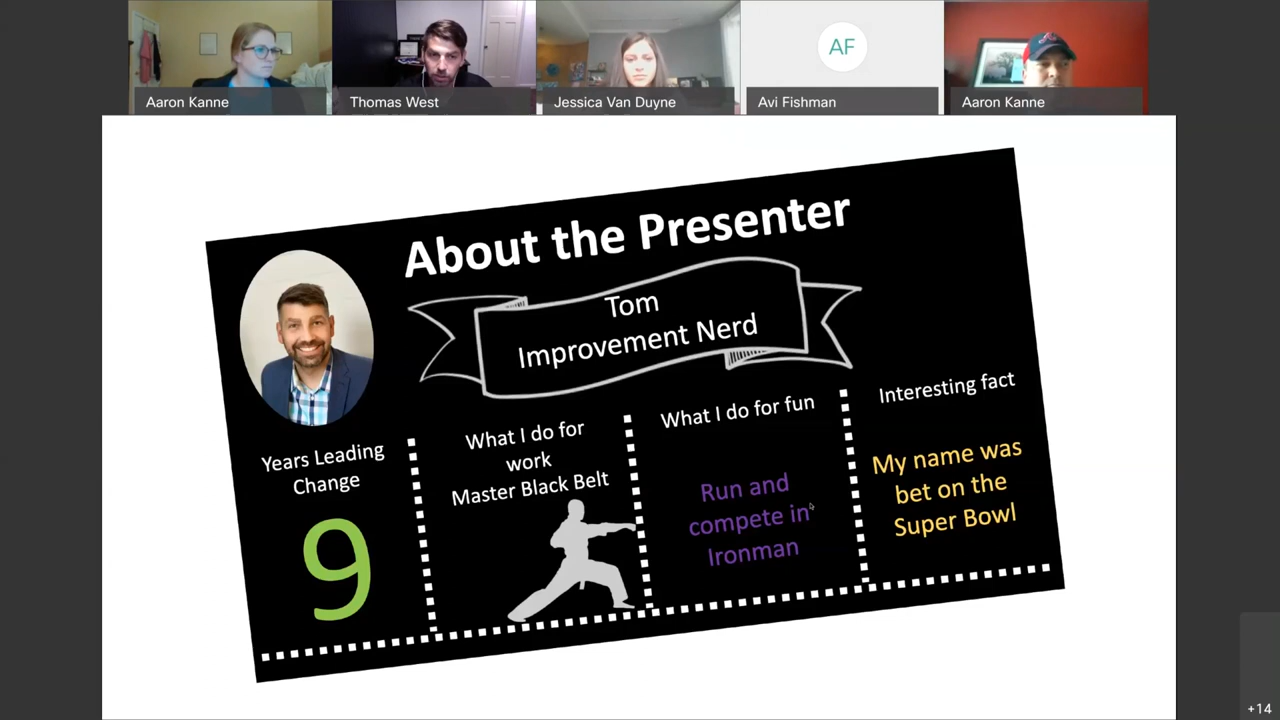 AF
Aaron Kanne
Thomas West
Jessica Van Duyne
Avi Fishman
Aaron Kanne
About the Presenter
Tom
Improvement Nerd
Years Leading
Change
9
What I do for
work
Master Black Belt
What I do for fun
Run and
compete in
Ironman
Interesting fact
My name was
bet on the
Super Bowl
+14